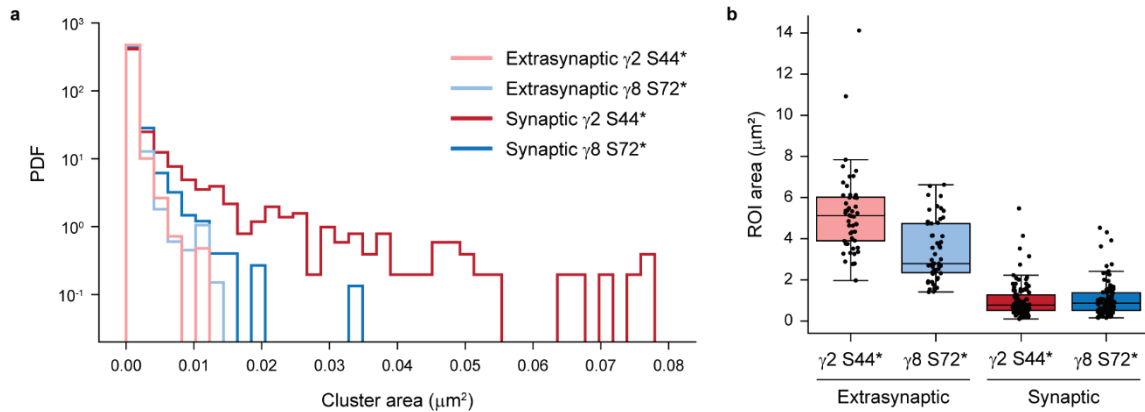 a
10³
10²
10¹
10⁰
10⁻¹
PDF
0.00 0.01 0.02 0.03 0.04 0.05 0.06 0.07 0.08
Cluster area (μm²)
Extrasynaptic γ2 S44*
Extrasynaptic γ8 S72*
Synaptic γ2 S44*
Synaptic γ8 S72*
b
14
12
10
8
6
4
2
0
ROI area (μm²)
γ2 S44* γ8 S72* γ2 S44* γ8 S72*
Extrasynaptic Synaptic